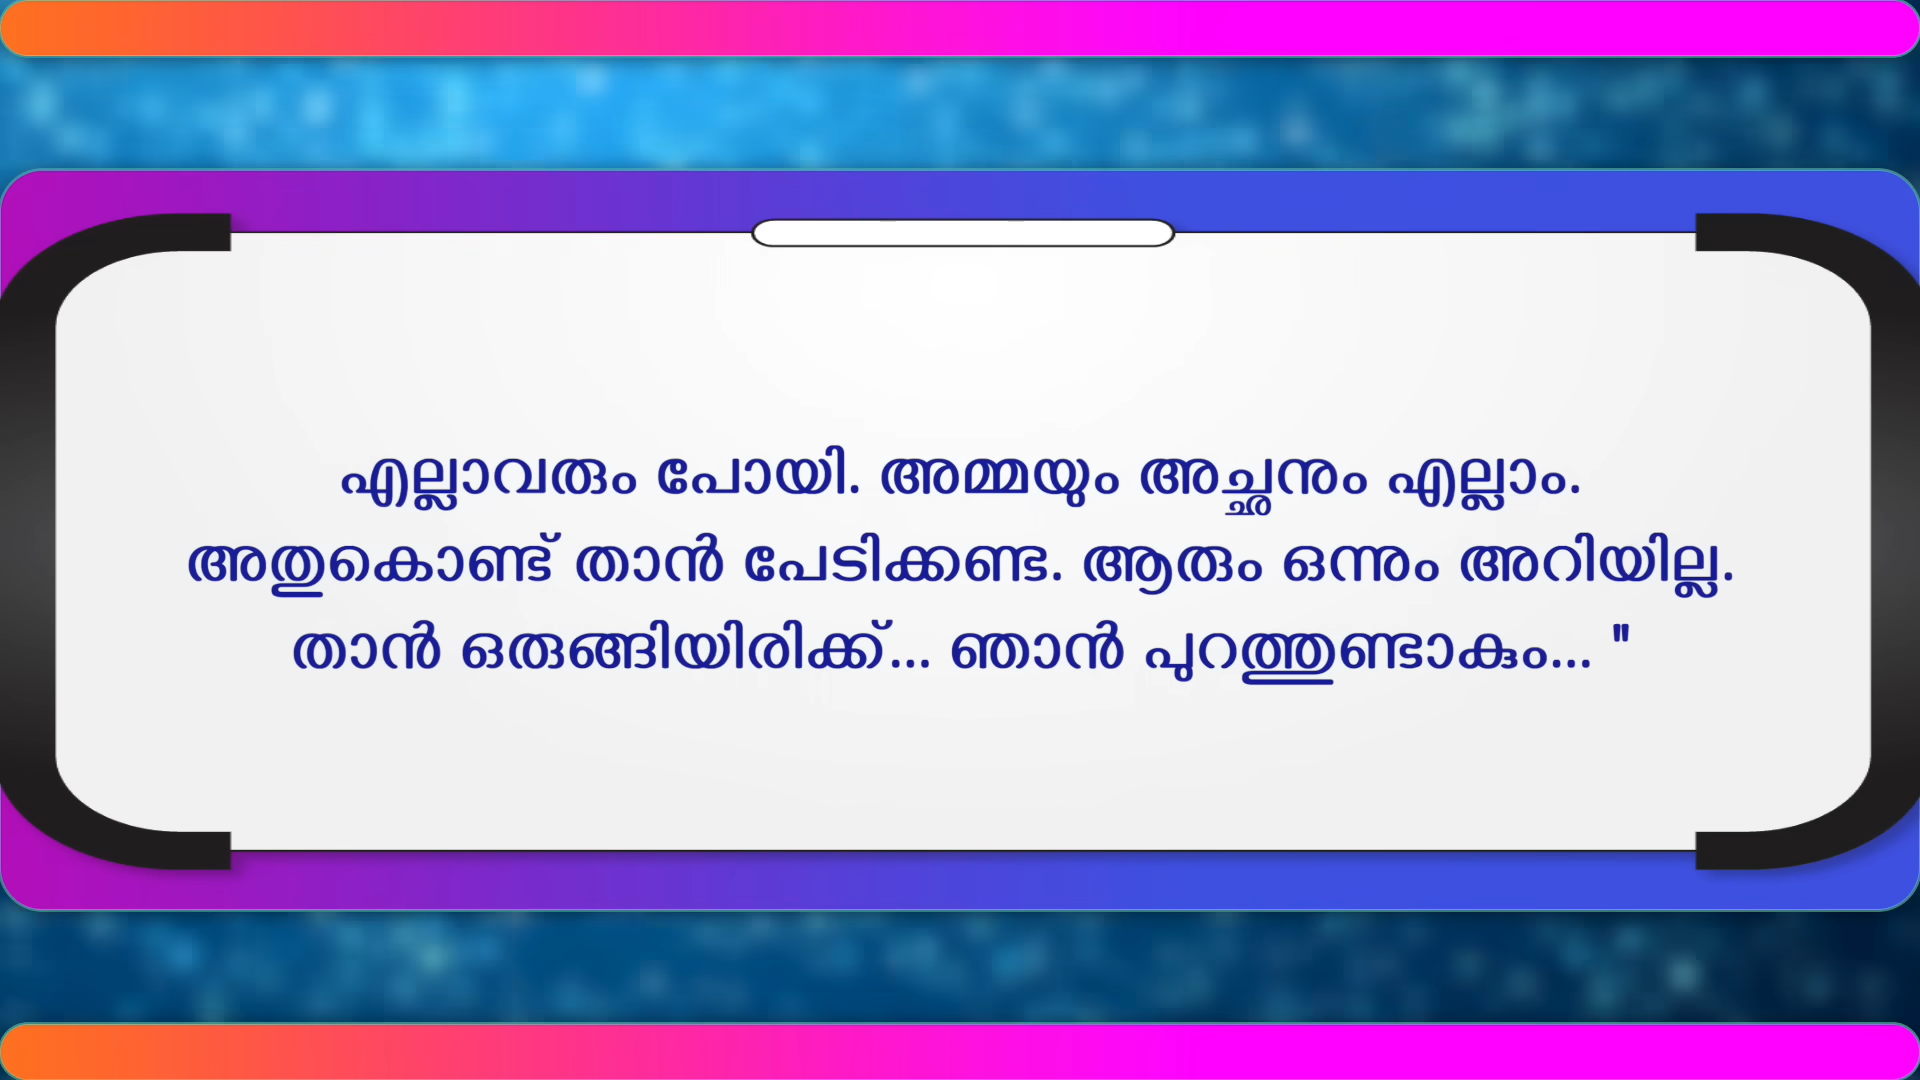 എല്ലാവരും പോയി. അമ്മയും അച്ഛനും എല്ലാം.
അതുകൊണ്ട് താൻ പേടിക്കണ്ട. ആരും ഒന്നും അറിയില്ല.
താൻ ഒരുങ്ങിയിരിക്ക്... ഞാൻ പുറത്തുണ്ടാകും... "